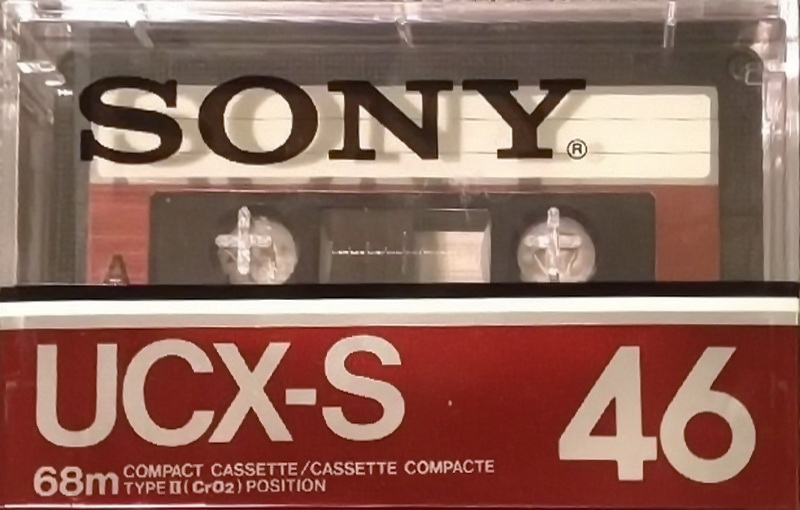 SONY®
A
UCX-S 46
68m COMPACT CASSETTE/CASSETTE COMPACTE
TYPE II (CrO2) POSITION